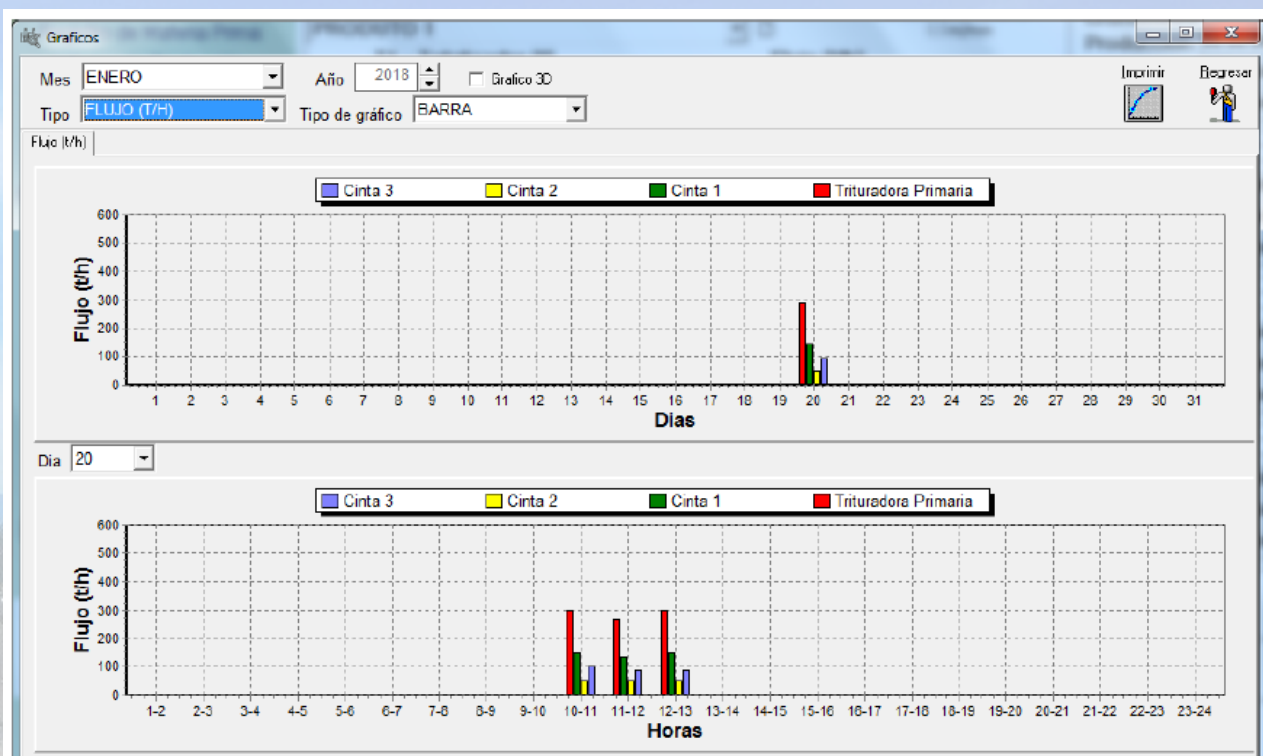 Graficos
Mes ENERO Año 2018 Grafico 3D Imprimir Regresar
Tipo FLUJO (T/H) Tipo de gráfico BARRA
Flujo (t/h)
Cinta 3 Cinta 2 Cinta 1 Trituradora Primaria
600
500
400
300
200
100
0
Flujo (t/h)
1 2 3 4 5 6 7 8 9 10 11 12 13 14 15 16 17 18 19 20 21 22 23 24 25 26 27 28 29 30 31
Dias
Dia 20
Cinta 3 Cinta 2 Cinta 1 Trituradora Primaria
600
500
400
300
200
100
0
Flujo (t/h)
1-2 2-3 3-4 4-5 5-6 6-7 7-8 8-9 9-10 10-11 11-12 12-13 13-14 14-15 15-16 16-17 17-18 18-19 19-20 20-21 21-22 22-23 23-24
Horas